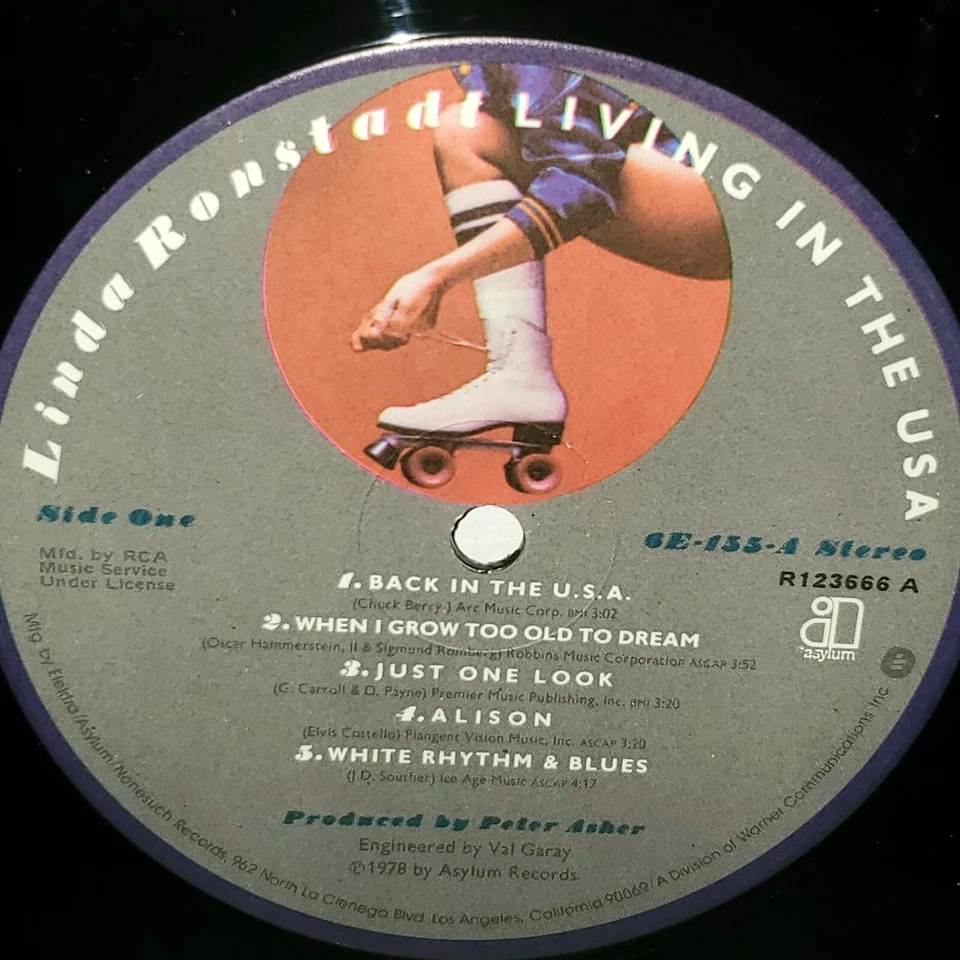 Linda Ronstadt LIVING IN THE USA
Side One
Mfd. by RCA
Music Service
Under License
6E-155-A Stereo
R123666 A
asylum
1. BACK IN THE U.S.A.
(Chuck Berry) Arc Music Corp. BMI 3:02
2. WHEN I GROW TOO OLD TO DREAM
(Oscar Hammerstein, II & Sigmund Romberg) Robbins Music Corporation ASCAP 3:52
3. JUST ONE LOOK
(G. Carroll & D. Payne) Premier Music Publishing, Inc. BMI 3:20
4. ALISON
(Elvis Costello) Plangent Vision Music, Inc. ASCAP 3:20
5. WHITE RHYTHM & BLUES
(J.D. Souther) Ice Age Music ASCAP 4:17
Produced by Peter Asher
Engineered by Val Garay
℗1978 by Asylum Records
Mfg by Elektra/Asylum/Nonesuch Records, 962 North La Cienega Blvd Los Angeles, California 90069/A Division of Warner Communications Inc